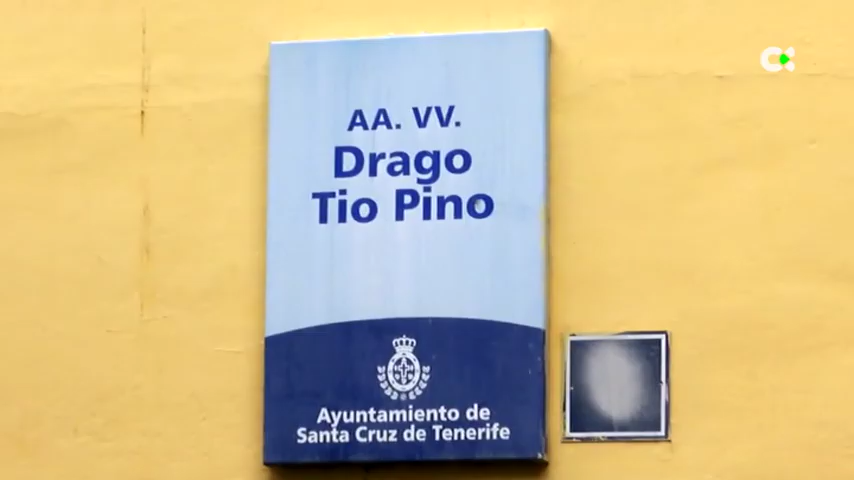 AA. VV.
Drago
Tio Pino
Ayuntamiento de
Santa Cruz de Tenerife